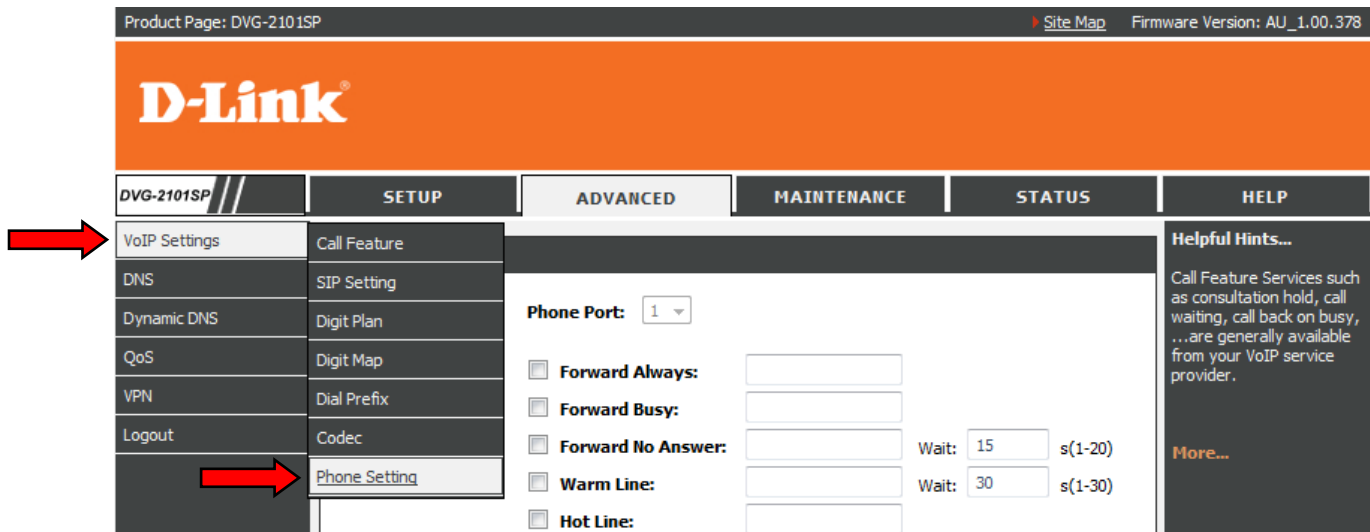 Product Page: DVG-2101SP
Site Map
Firmware Version: AU_1.00.378
D-Link®
DVG-2101SP
SETUP
ADVANCED
MAINTENANCE
STATUS
HELP
VoIP Settings
DNS
Dynamic DNS
QoS
VPN
Logout
Call Feature
SIP Setting
Digit Plan
Digit Map
Dial Prefix
Codec
Phone Setting
Phone Port: 1
Forward Always:
Forward Busy:
Forward No Answer: Wait: 15 s(1-20)
Warm Line: Wait: 30 s(1-30)
Hot Line:
Helpful Hints...
Call Feature Services such
as consultation hold, call
waiting, call back on busy,
...are generally available
from your VoIP service
provider.
More...